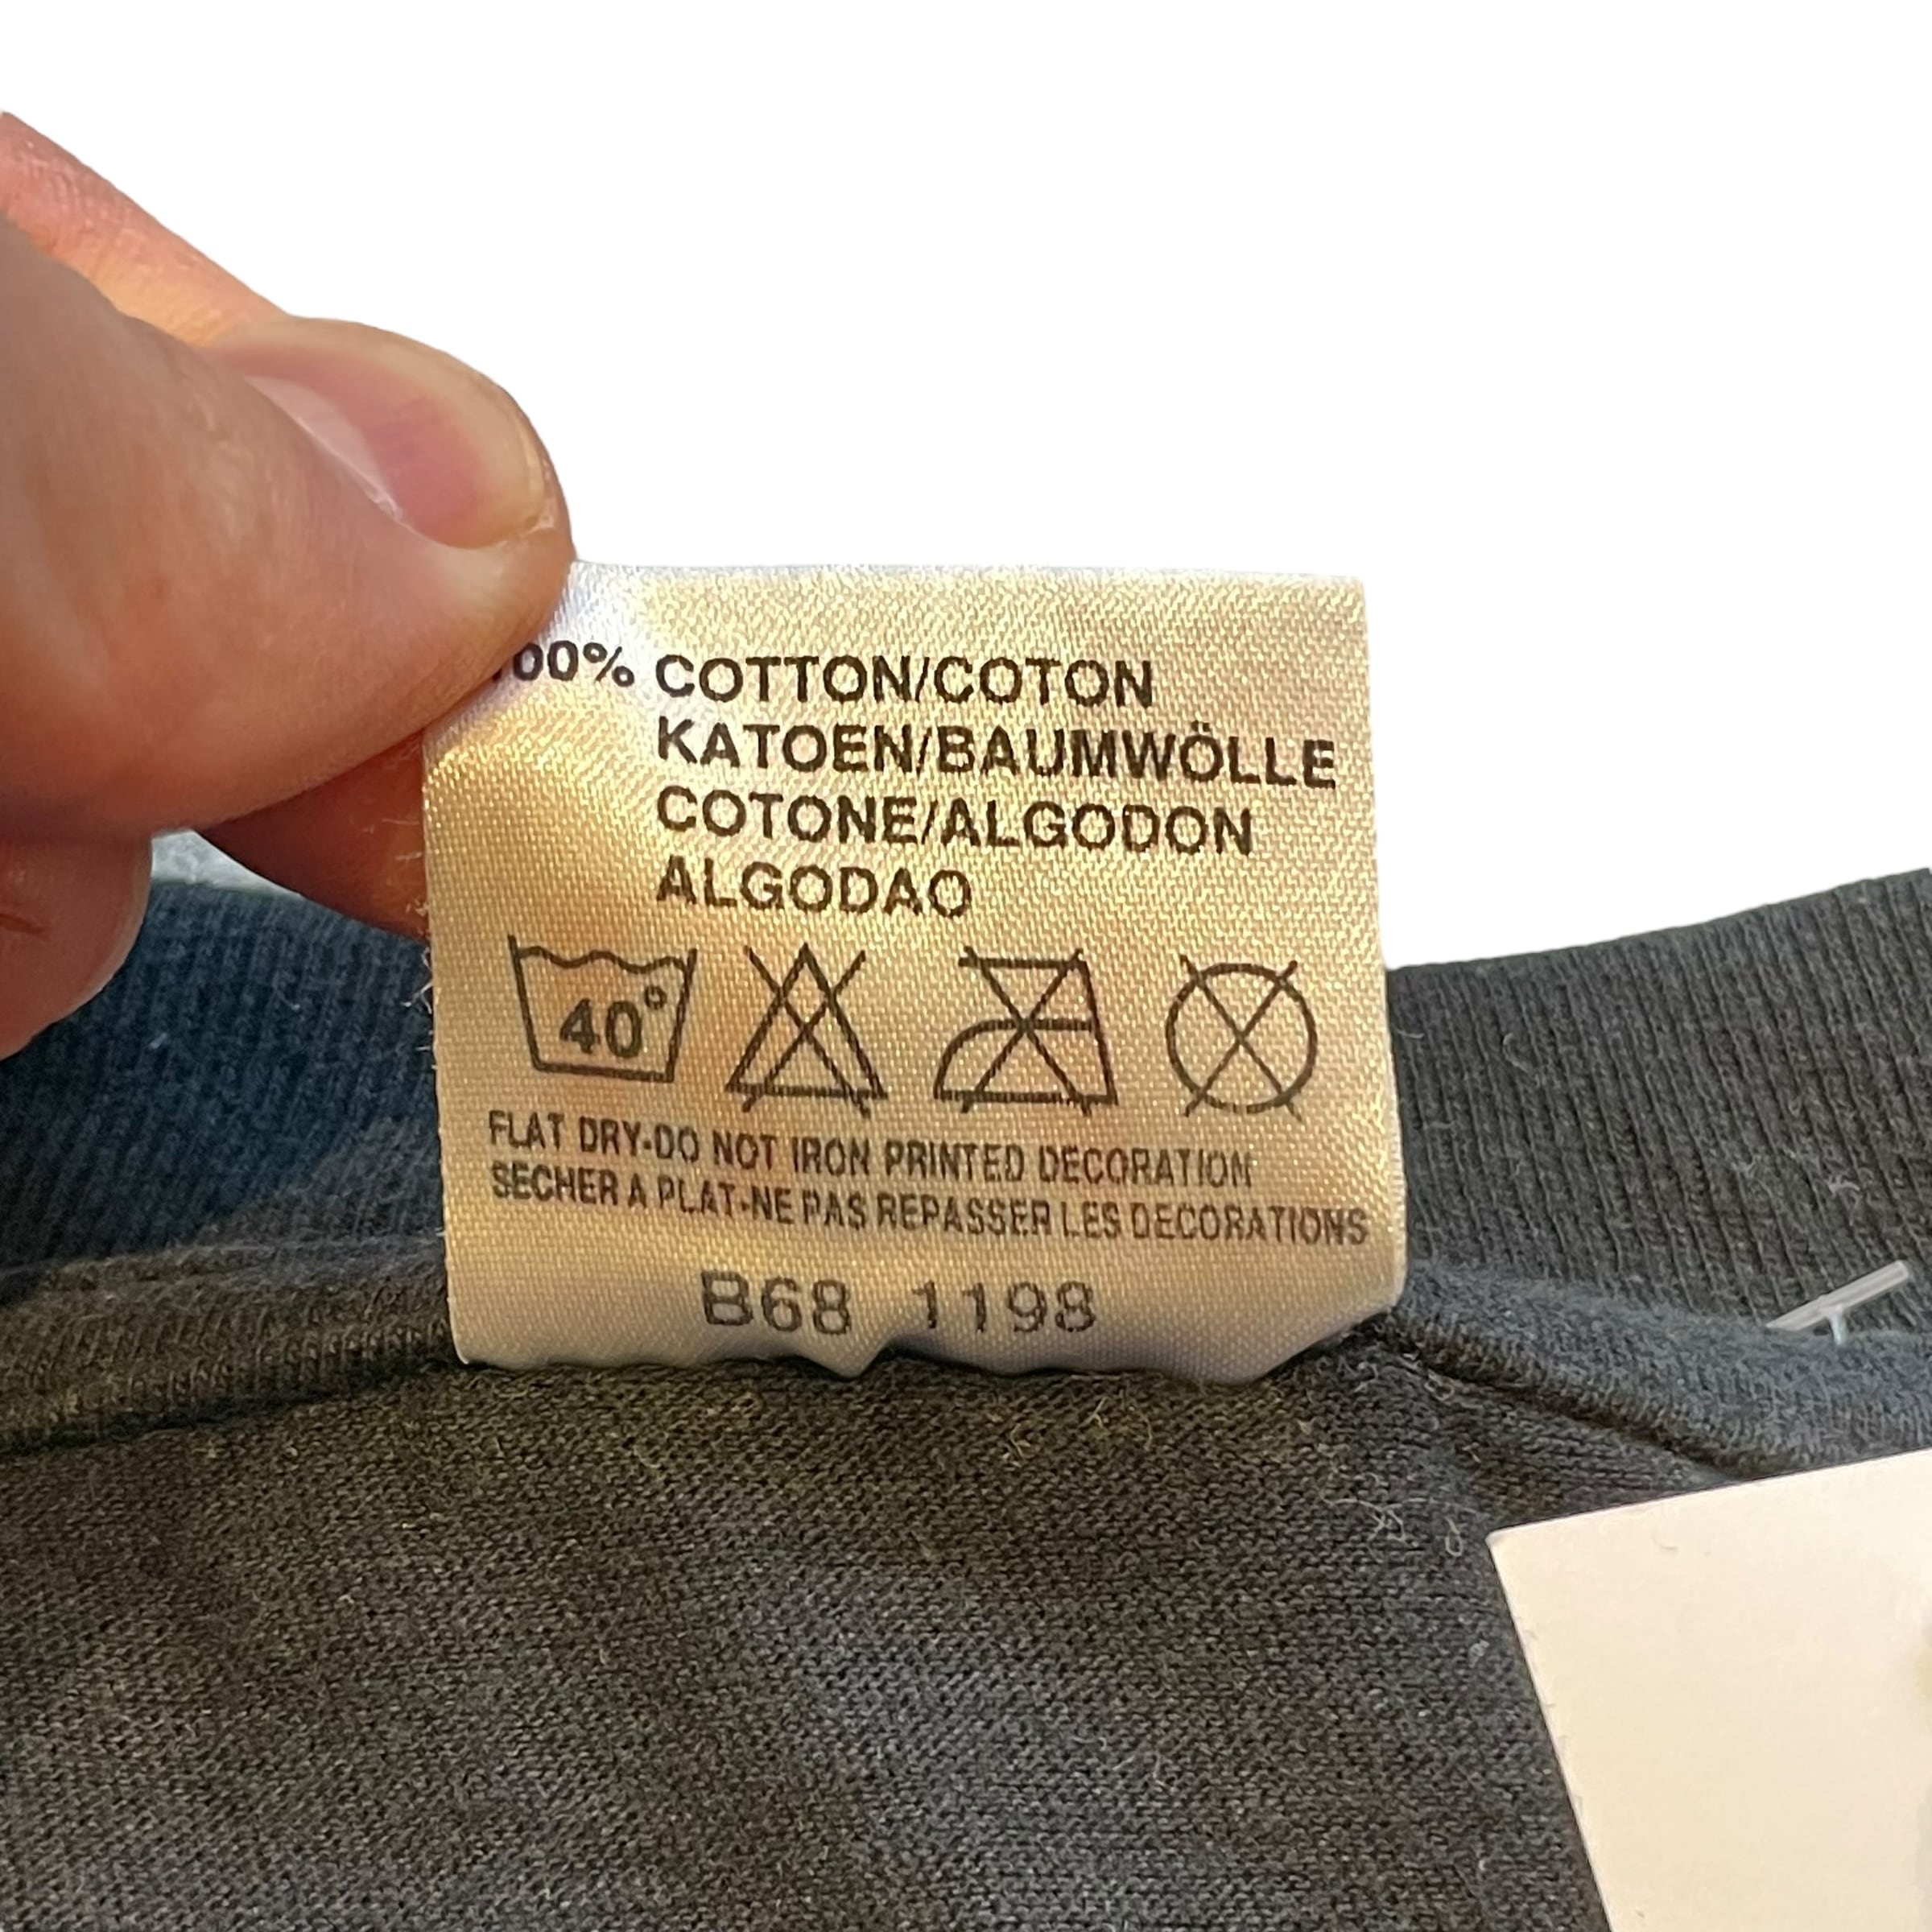 100% COTTON/COTON
KATOEN/BAUMWÖLLE
COTONE/ALGODON
ALGODAO
40°
FLAT DRY-DO NOT IRON PRINTED DECORATION
SECHER A PLAT-NE PAS REPASSER LES DECORATIONS
B68 1198